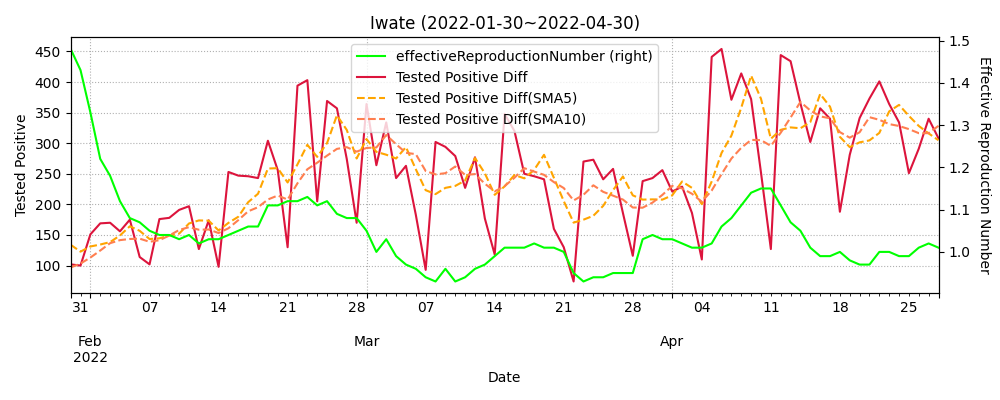 Iwate (2022-01-30~2022-04-30)
effectiveReproductionNumber (right)
Tested Positive Diff
Tested Positive Diff(SMA5)
Tested Positive Diff(SMA10)
Tested Positive
450
400
350
300
250
200
150
100
1.5
1.4
1.3
1.2
1.1
1.0
Effective Reproduction Number
31 07 14 21 28 07 14 21 28 04 11 18 25
Feb Mar Apr
2022
Date